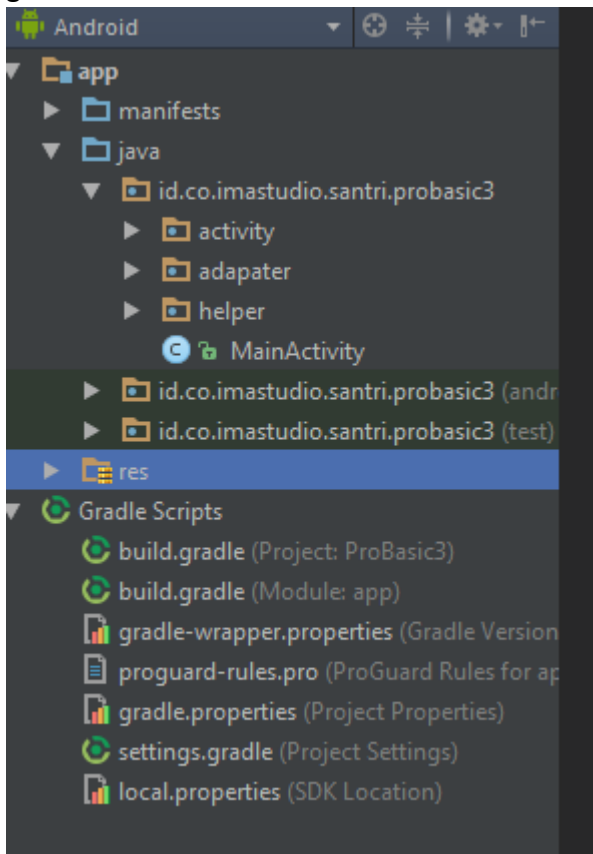 Android
app
manifests
java
id.co.imastudio.santri.probasic3
activity
adapater
helper
MainActivity
id.co.imastudio.santri.probasic3 (andr
id.co.imastudio.santri.probasic3 (test)
res
Gradle Scripts
build.gradle (Project: ProBasic3)
build.gradle (Module: app)
gradle-wrapper.properties (Gradle Version
proguard-rules.pro (ProGuard Rules for ap
gradle.properties (Project Properties)
settings.gradle (Project Settings)
local.properties (SDK Location)